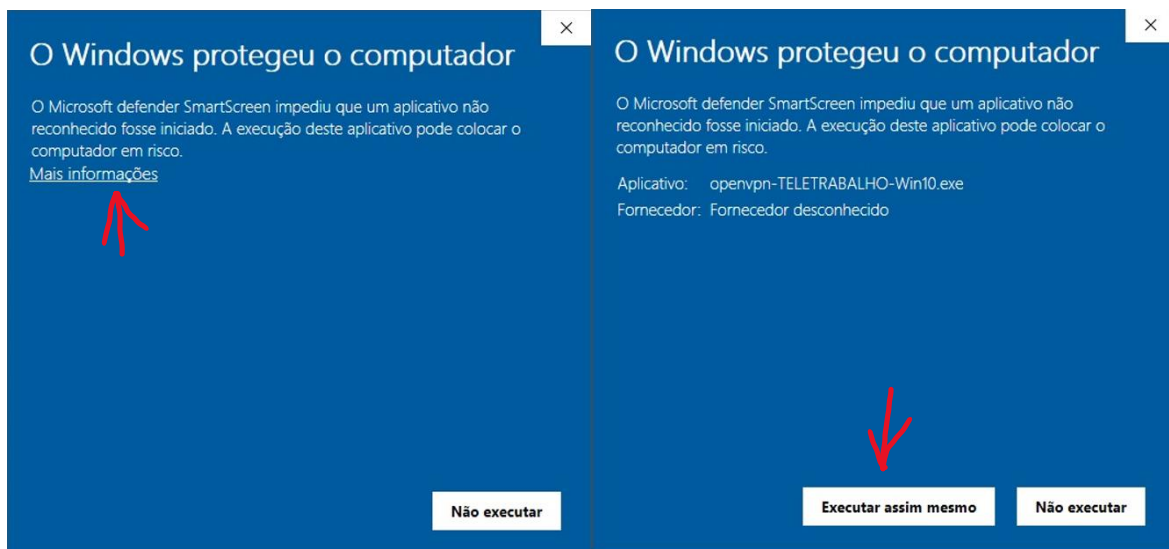 O Windows protegeu o computador
O Microsoft defender SmartScreen impediu que um aplicativo não
reconhecido fosse iniciado. A execução deste aplicativo pode colocar o
computador em risco.
Mais informações
Não executar
O Windows protegeu o computador
O Microsoft defender SmartScreen impediu que um aplicativo não
reconhecido fosse iniciado. A execução deste aplicativo pode colocar o
computador em risco.
Aplicativo: openvpn-TELETRABALHO-Win10.exe
Fornecedor: Fornecedor desconhecido
Executar assim mesmo Não executar